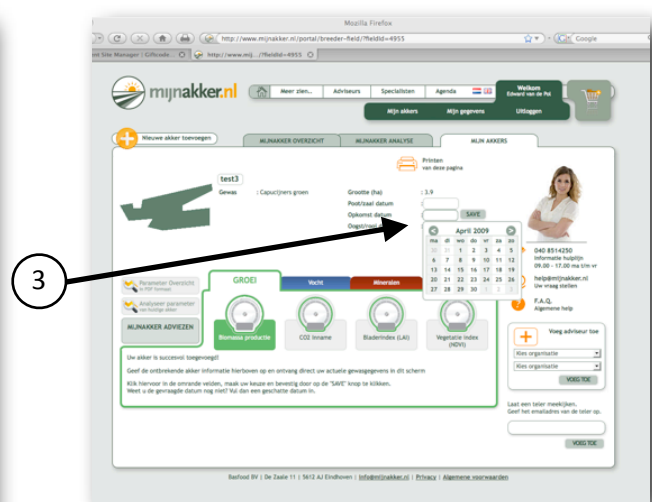 Mozilla Firefox
http://www.mijnakker.nl/portal/breeder-field/?fieldid=4955
Google
nt Site Manager | Gificode..
http://www.mij.../?fieldid=4955
mijnakker.nl
Meer zien..
Adviseurs
Specialisten
Agenda
Welkom
Edward van de Pol
Mijn akkers
Mijn gegevens
Uitloggen
Nieuwe akker toevoegen
MIJNAKKER OVERZICHT
MIJNAKKER ANALYSE
MIJN AKKERS
Printen
van deze pagina
test3
Gewas : Capucijners groen
Grootte (ha) : 3.9
Poot/zaai datum :
Opkomst datum
SAVE
April 2009
ma di wo do vr za zo
30 31 1 2 3 4 5
6 7 8 9 10 11 12
13 14 15 16 17 18 19
20 21 22 23 24 25 26
27 28 29 30 1 2 3
3
040 8514250
Informatie hulplijn
09.00 - 17.00 ma t/m vr
help@mijnakker.nl
Uw vraag stellen
F.A.Q.
Algemene help
Parameter Overzicht
in PDF formaat
Analyseer parameter
van huidige akker
MIJNAKKER ADVIEZEN
GROEI
Vocht
Mineralen
Biomassa productie
CO2 inname
Bladerindex (LAI)
Vegetatie index
(NDVI)
Uw akker is succesvol toegevoegd!
Geef de ontbrekende akker informatie hierboven op en ontvang direct uw actuele gewasgegevens in dit scherm
Klik hiervoor in de omrande velden, maak uw keuze en bevestig door op de 'SAVE' knop te klikken.
Weet u de gevraagde datum nog niet? Vul dan een geschatte datum in.
Voeg adviseur toe
Kies organisatie
Kies organisatie
VOEG TOE
Laat een teler meekijken.
Geef het emailadres van de teler op.
VOEG TOE
Basfood BV | De Zaale 11 | 5612 AJ Eindhoven | info@mijnakker.nl | Privacy | Algemene voorwaarden